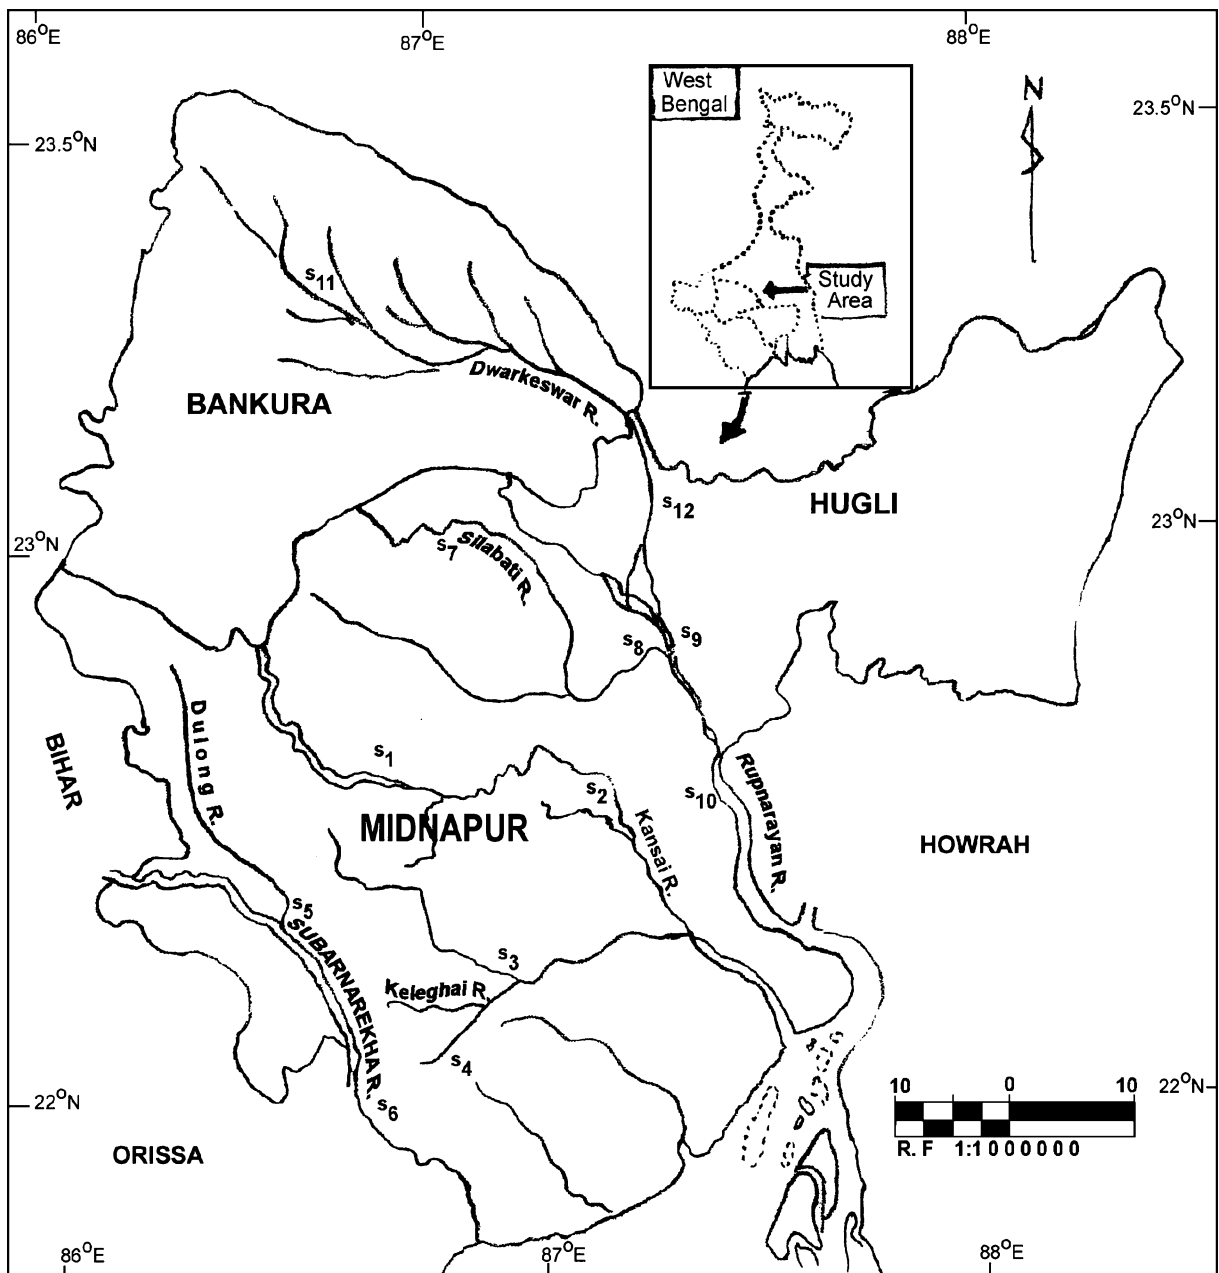 86°E
87°E
88°E
West
Bengal
N
23.5°N
23.5°N
S11
Study
Area
Dwarkeswar R.
BANKURA
HUGLI
S12
23°N
23°N
S7
Silabati R.
S8
S9
Dulong R.
BIHAR
S1
S2
S10
Rupnarayan R.
MIDNAPUR
Kansai R.
HOWRAH
S5
SUBARNAREKHA R.
S3
Keleghai R.
S4
S6
10 0 10
22°N
22°N
R. F 1:1000000
ORISSA
86°E
87°E
88°E